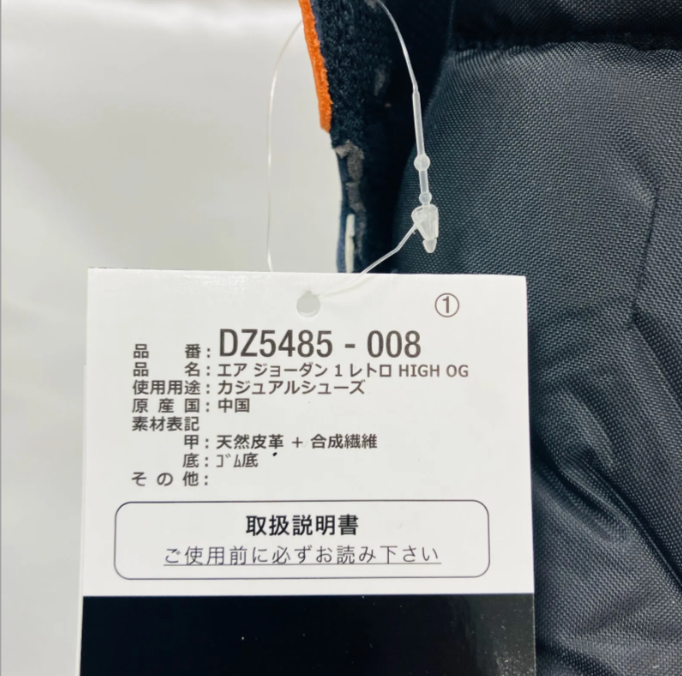 ①
品 番 : DZ5485 - 008
品 名 : エア ジョーダン 1 レトロ HIGH OG
使用用途 : カジュアルシューズ
原 産 国 : 中国
素材表記
甲 : 天然皮革 + 合成繊維
底 : ｺﾞﾑ底
そ の 他 :
取扱説明書
ご使用前に必ずお読み下さい